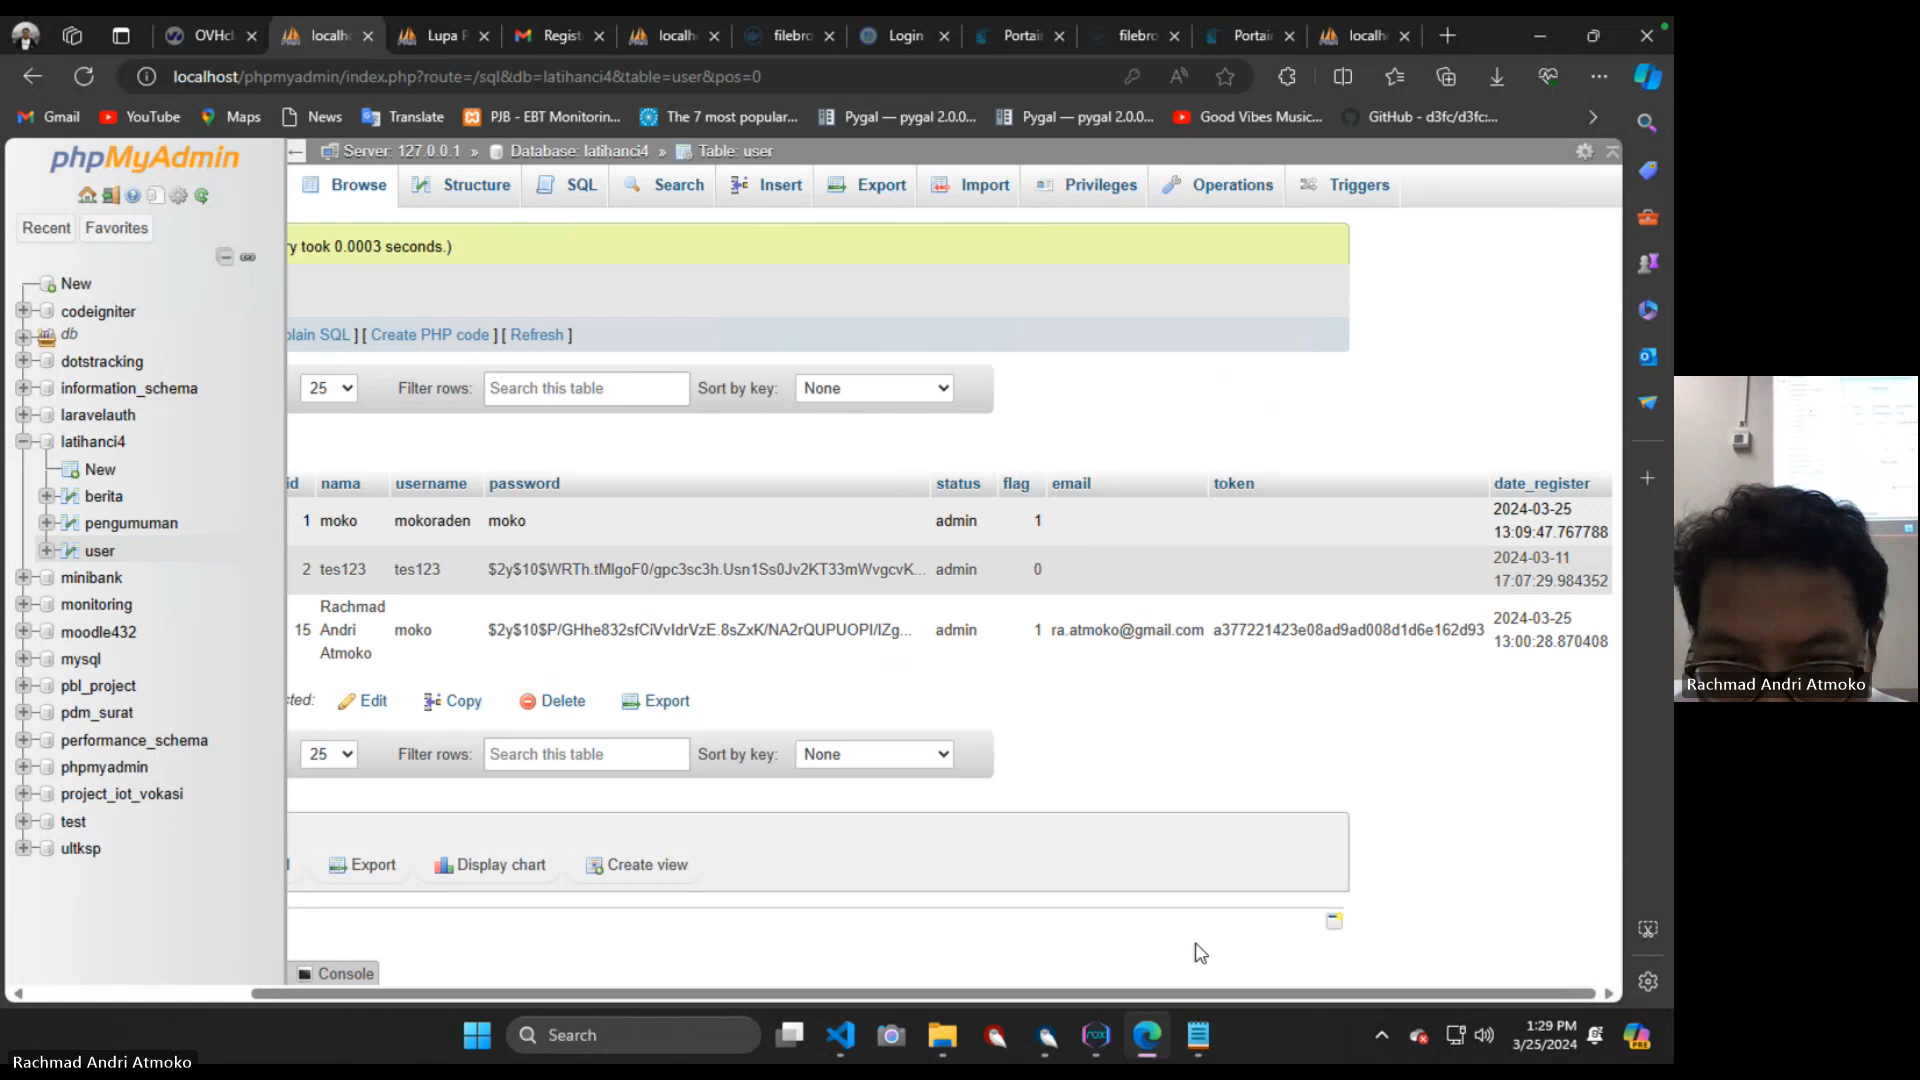 OVHcl
localho
Lupa P
Regist
localho
filebro
Login
Portain
filebro
Portain
localho
localhost/phpmyadmin/index.php?route=/sql&db=latihanci4&table=user&pos=0
Gmail
YouTube
Maps
News
Translate
PJB - EBT Monitorin...
The 7 most popular...
Pygal — pygal 2.0.0...
Pygal — pygal 2.0.0...
Good Vibes Music...
GitHub - d3fc/d3fc:...
phpMyAdmin
Recent
Favorites
New
codeigniter
db
dotstracking
information_schema
laravelauth
latihanci4
New
berita
pengumuman
user
minibank
monitoring
moodle432
mysql
pbl_project
pdm_surat
performance_schema
phpmyadmin
project_iot_vokasi
test
ultksp
Server: 127.0.0.1 » Database: latihanci4 » Table: user
Browse
Structure
SQL
Search
Insert
Export
Import
Privileges
Operations
Triggers
y took 0.0003 seconds.)
plain SQL ] [ Create PHP code ] [ Refresh ]
25
Filter rows:
Search this table
Sort by key:
None
id nama username password status flag email token date_register
1 moko mokoraden moko admin 1 2024-03-25 13:09:47.767788
2 tes123 tes123 $2y$10$WRTh.tMlgoF0/gpc3sc3h.Usn1Ss0Jv2KT33mWvgcvK... admin 0 2024-03-11 17:07:29.984352
15 Rachmad Andri Atmoko moko $2y$10$P/GHhe832sfCiVvIdrVzE.8sZxK/NA2rQUPUOPI/IZg... admin 1 ra.atmoko@gmail.com a377221423e08ad9ad008d1d6e162d93 2024-03-25 13:00:28.870408
cted:
Edit
Copy
Delete
Export
25
Filter rows:
Search this table
Sort by key:
None
Export
Display chart
Create view
Console
Search
1:29 PM
3/25/2024
Rachmad Andri Atmoko
Rachmad Andri Atmoko